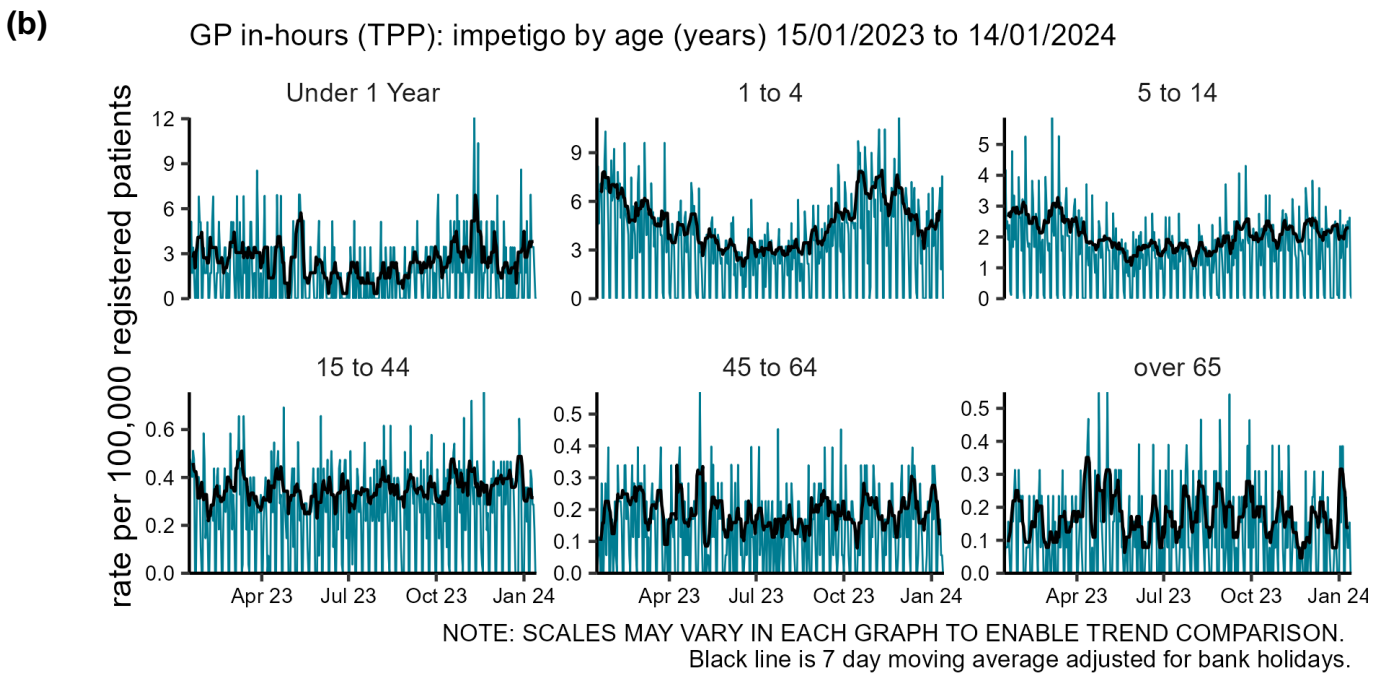 (b)
GP in-hours (TPP): impetigo by age (years) 15/01/2023 to 14/01/2024
rate per 100,000 registered patients
Under 1 Year
12
9
6
3
0
1 to 4
9
6
3
0
5 to 14
5
4
3
2
1
0
15 to 44
0.6
0.4
0.2
0.0
Apr 23 Jul 23 Oct 23 Jan 24
45 to 64
0.5
0.4
0.3
0.2
0.1
0.0
Apr 23 Jul 23 Oct 23 Jan 24
over 65
0.5
0.4
0.3
0.2
0.1
0.0
Apr 23 Jul 23 Oct 23 Jan 24
NOTE: SCALES MAY VARY IN EACH GRAPH TO ENABLE TREND COMPARISON.
Black line is 7 day moving average adjusted for bank holidays.